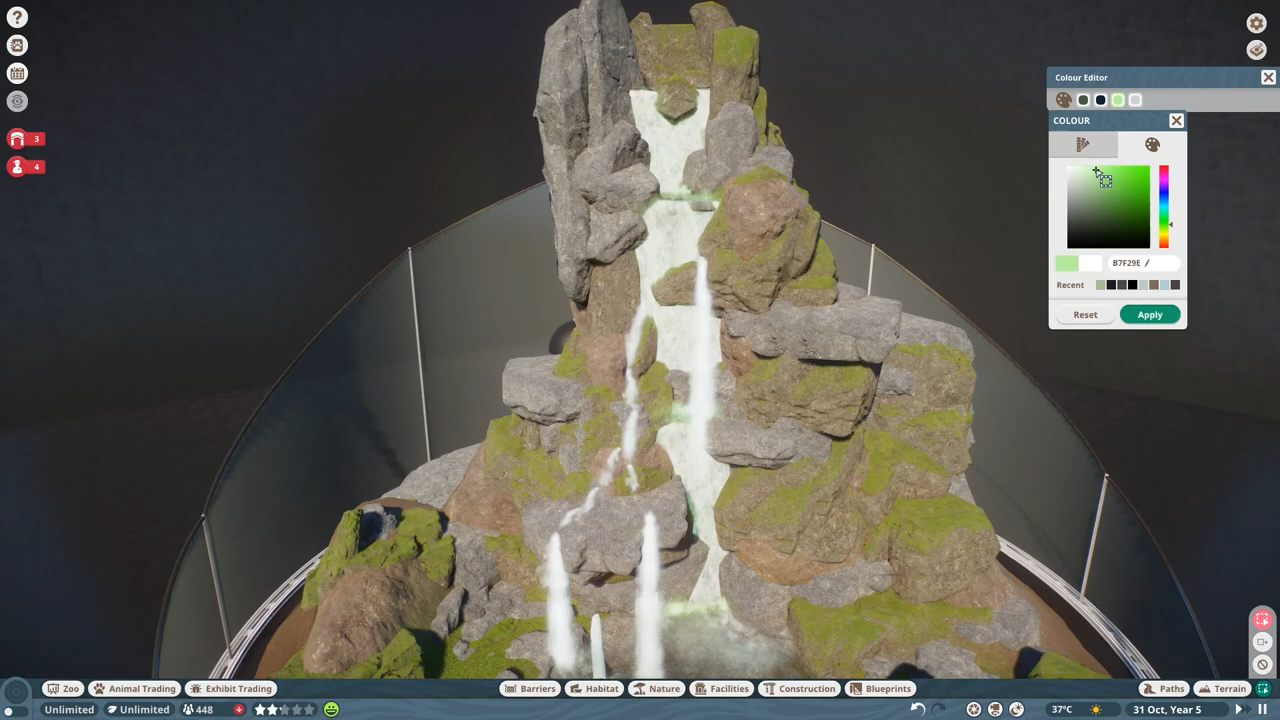 ?
Colour Editor
3
COLOUR
4
B7F29E
Recent
Reset
Apply
Zoo
Animal Trading
Exhibit Trading
Barriers
Habitat
Nature
Facilities
Construction
Blueprints
Paths
Terrain
Unlimited
Unlimited
448
37°C
31 Oct, Year 5